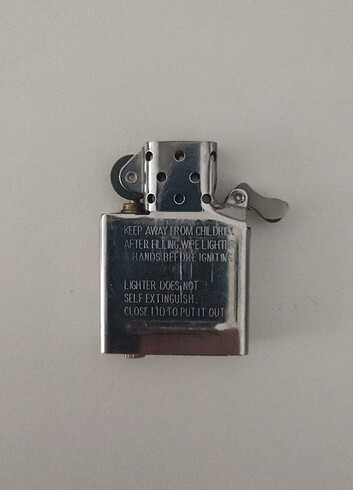 KEEP AWAY FROM CHILDREN.
AFTER FILLING, WIPE LIGHTER
& HANDS BEFORE IGNITING
LIGHTER DOES NOT
SELF EXTINGUISH.
CLOSE LID TO PUT IT OUT